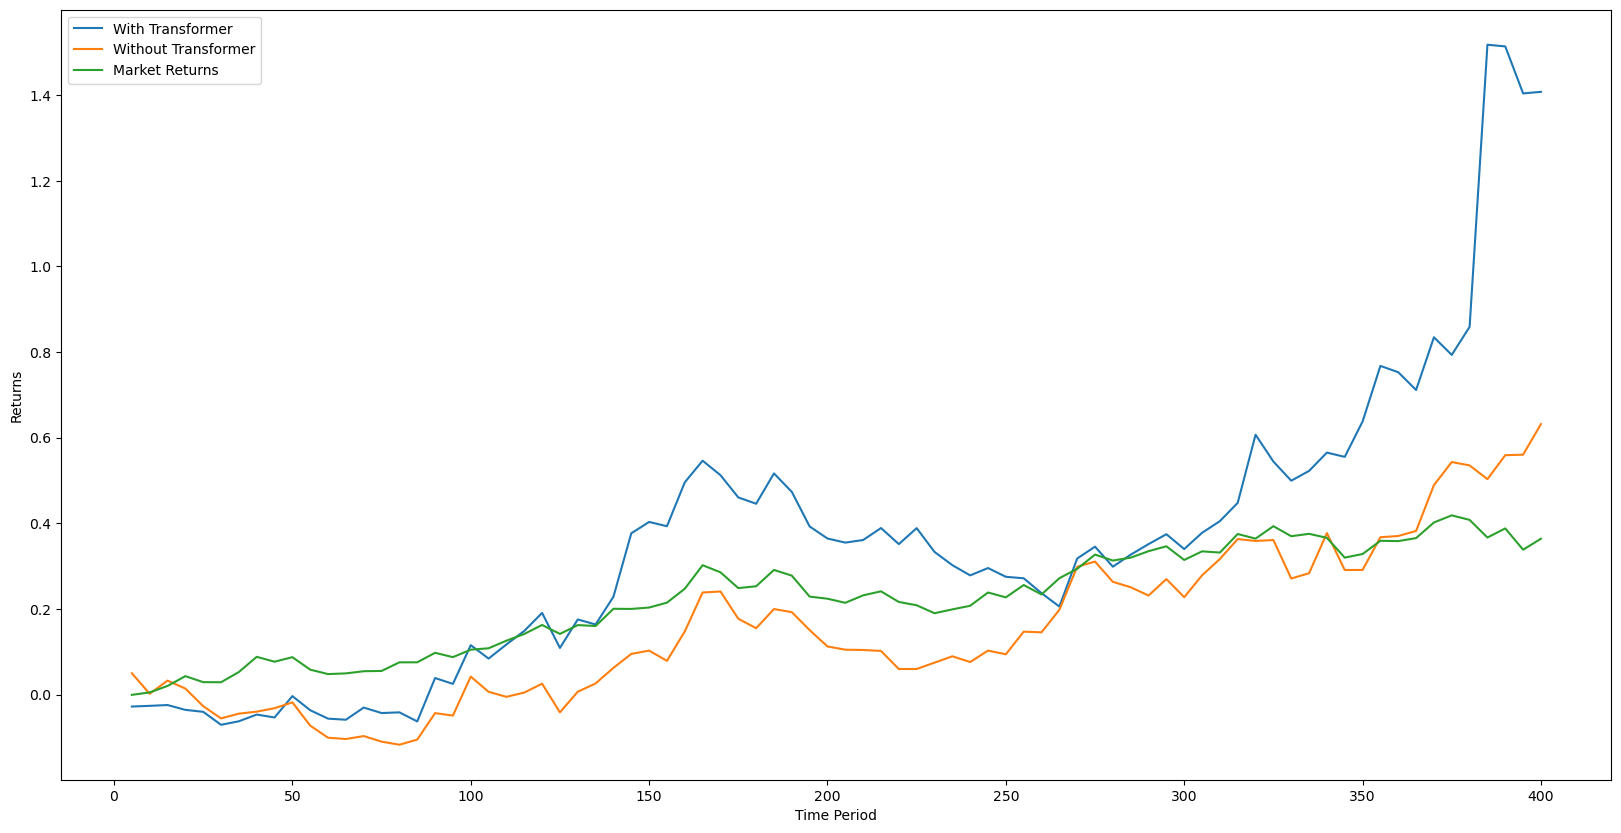 With Transformer
Without Transformer
Market Returns
1.4
1.2
1.0
0.8
0.6
0.4
0.2
0.0
Returns
0 50 100 150 200 250 300 350 400
Time Period